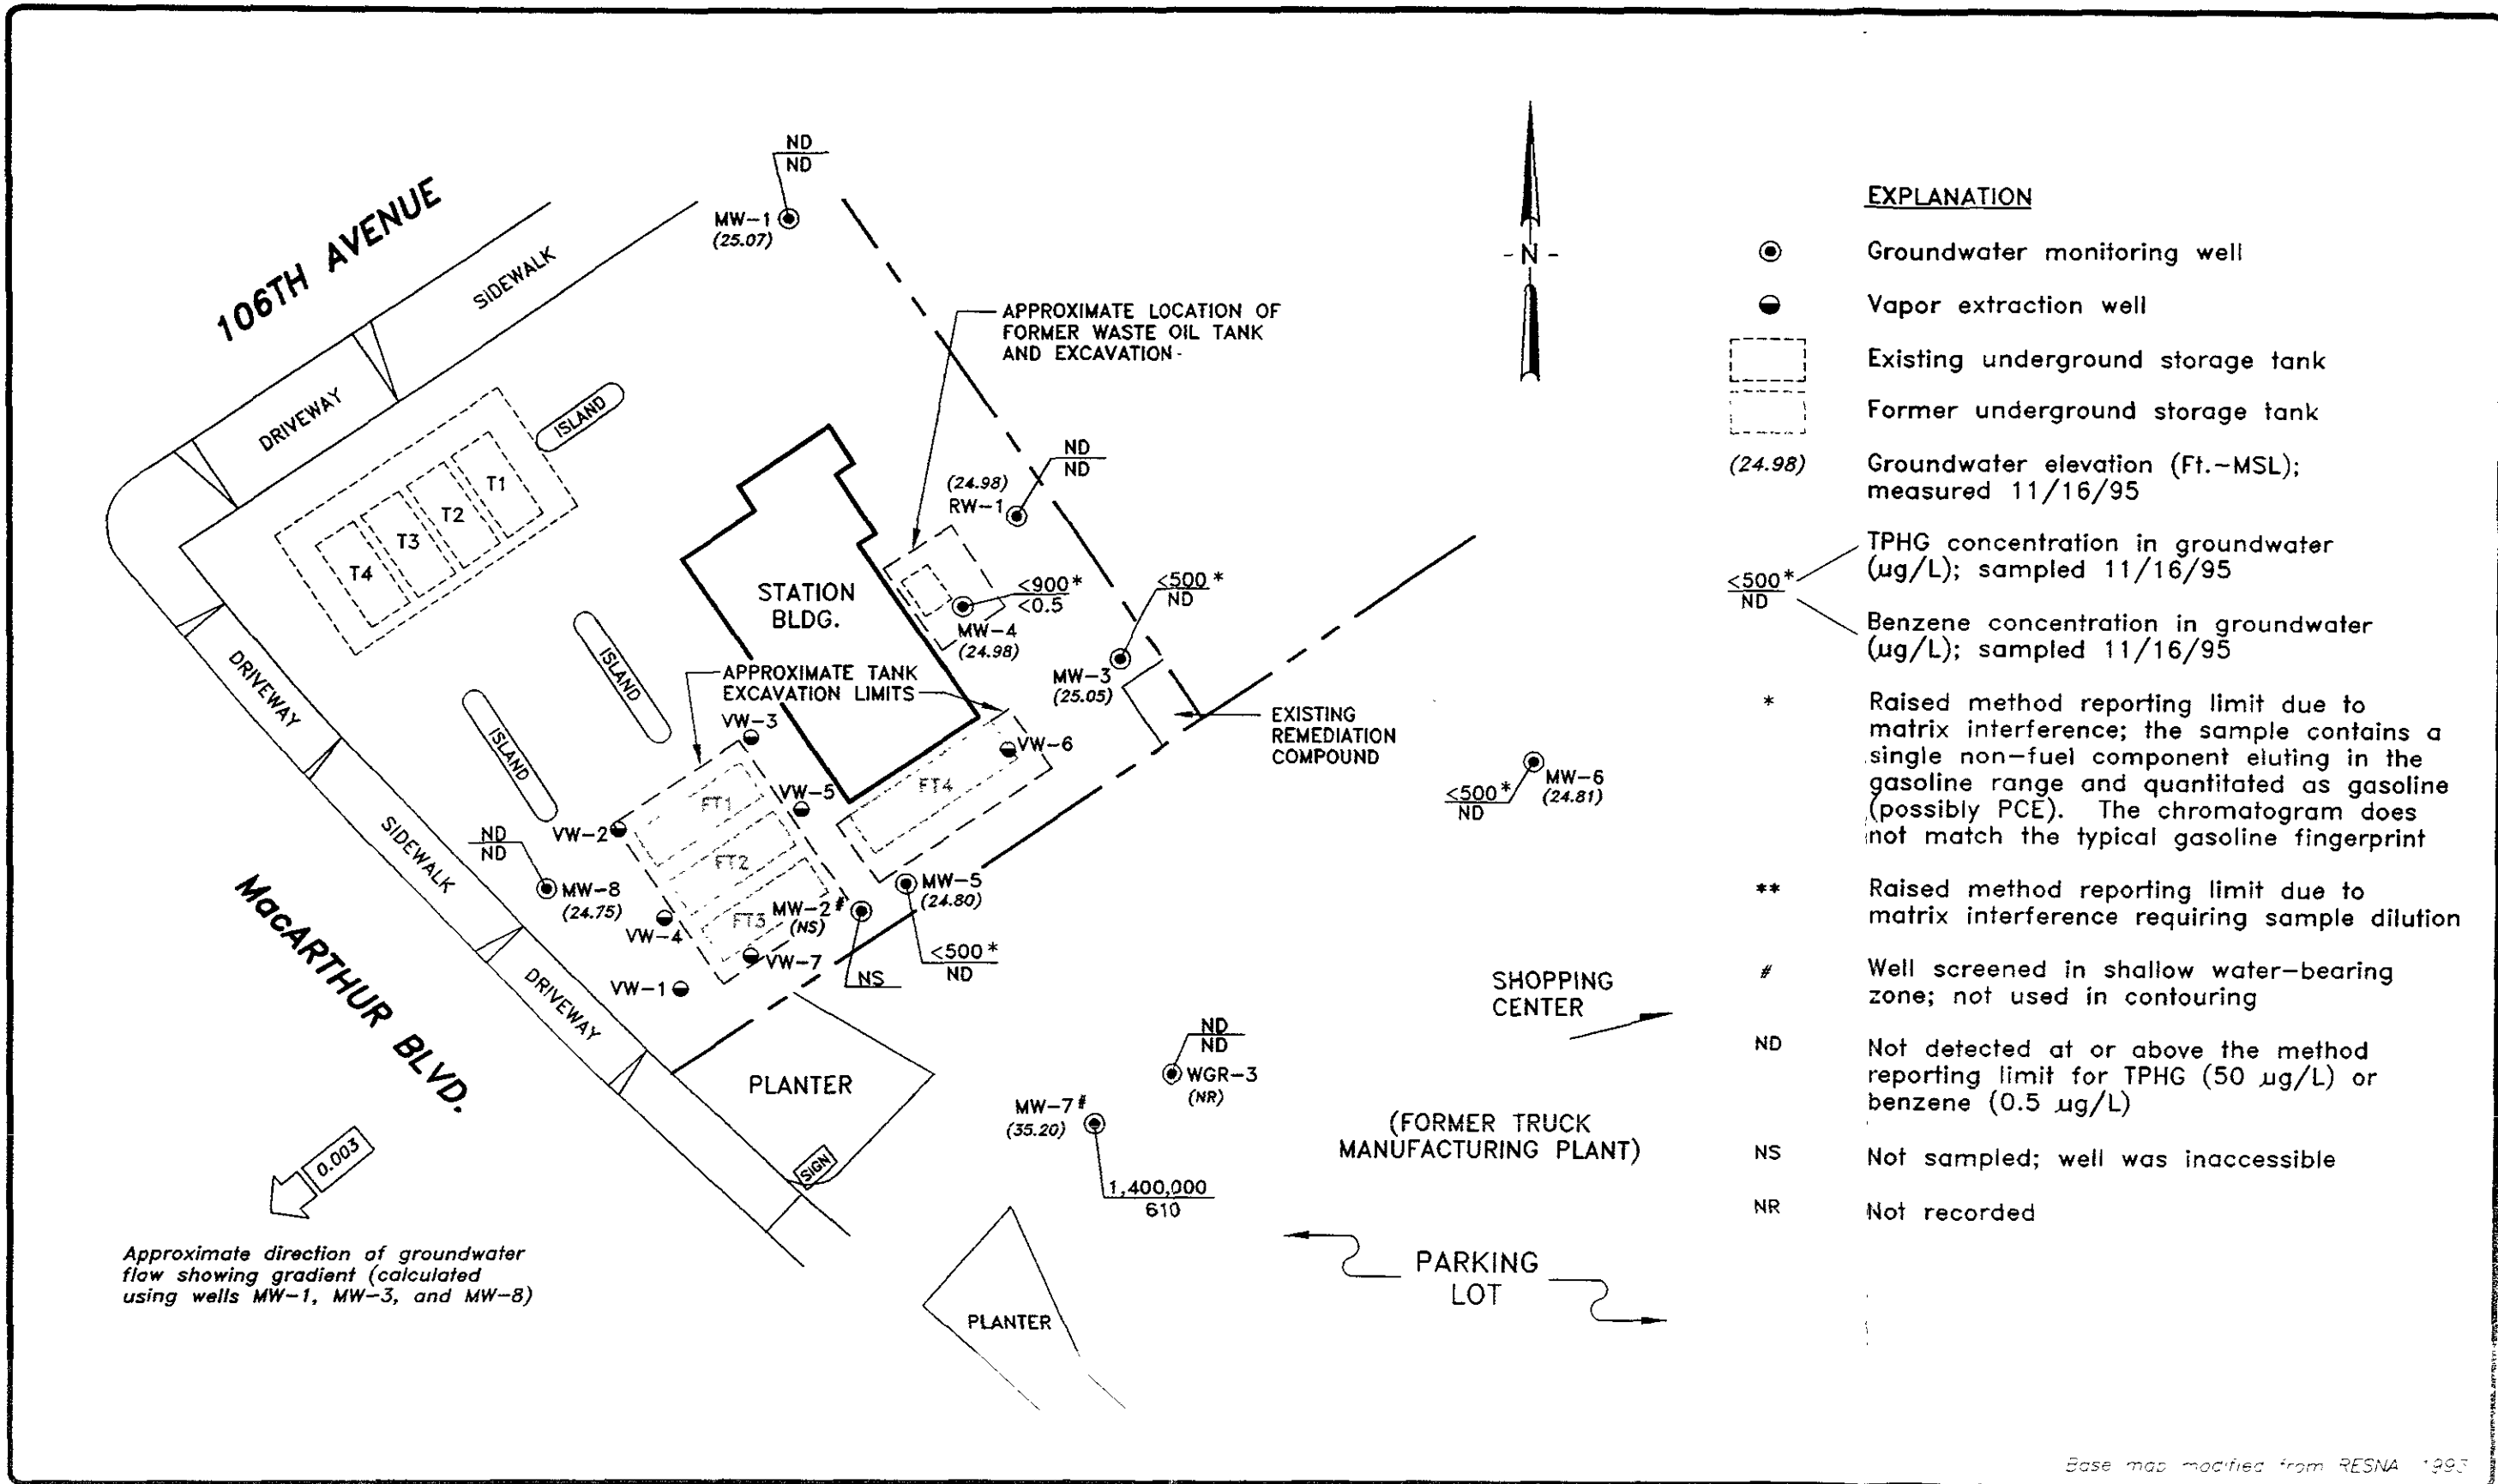 106TH AVENUE
SIDEWALK
DRIVEWAY
ND
ND
MW-1
(25.07)
APPROXIMATE LOCATION OF
FORMER WASTE OIL TANK
AND EXCAVATION
ISLAND
T1
T2
T3
T4
ND
ND
(24.98)
RW-1
STATION
BLDG.
<900*
<0.5
MW-4
(24.98)
<500*
ND
MW-3
(25.05)
ISLAND
ISLAND
APPROXIMATE TANK
EXCAVATION LIMITS
EXISTING
REMEDIATION
COMPOUND
VW-3
VW-6
FT4
FT1
VW-5
VW-2
FT2
ND
ND
MW-8
(24.75)
FT3
MW-2#
(NS)
NS
MW-5
(24.80)
<500*
ND
VW-4
VW-7
VW-1
MW-6
(24.81)
<500*
ND
DRIVEWAY
SIDEWALK
DRIVEWAY
MacARTHUR BLVD.
PLANTER
SIGN
SHOPPING
CENTER
ND
ND
WGR-3
(NR)
MW-7#
(35.20)
1,400,000
610
(FORMER TRUCK
MANUFACTURING PLANT)
PARKING
LOT
PLANTER
0.003
Approximate direction of groundwater
flow showing gradient (calculated
using wells MW-1, MW-3, and MW-8)
-N-
EXPLANATION
Groundwater monitoring well
Vapor extraction well
Existing underground storage tank
Former underground storage tank
(24.98) Groundwater elevation (Ft.-MSL);
measured 11/16/95
TPHG concentration in groundwater
(µg/L); sampled 11/16/95
<500*
ND
Benzene concentration in groundwater
(µg/L); sampled 11/16/95
* Raised method reporting limit due to
matrix interference; the sample contains a
single non-fuel component eluting in the
gasoline range and quantitated as gasoline
(possibly PCE). The chromatogram does
not match the typical gasoline fingerprint
** Raised method reporting limit due to
matrix interference requiring sample dilution
# Well screened in shallow water-bearing
zone; not used in contouring
ND Not detected at or above the method
reporting limit for TPHG (50 µg/L) or
benzene (0.5 µg/L)
NS Not sampled; well was inaccessible
NR Not recorded
Base map modified from RESNA 1993